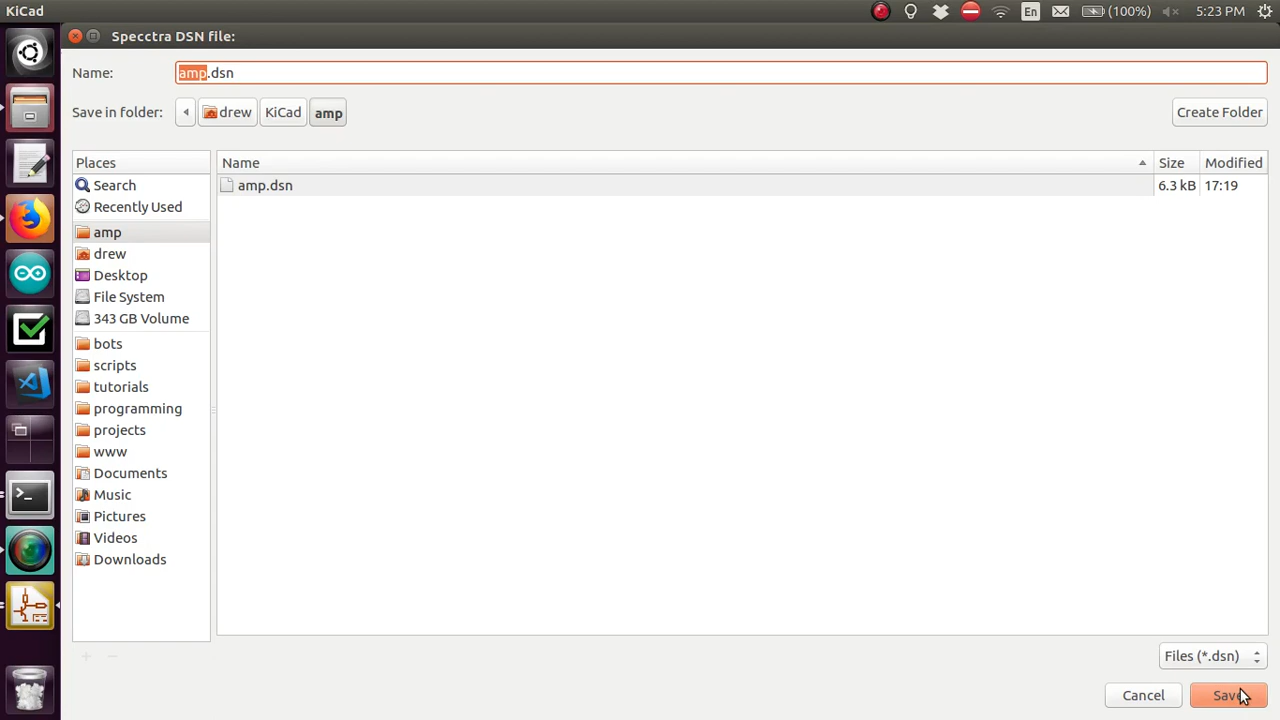 KiCad
En
(100%)
5:23 PM
Specctra DSN file:
Name:
amp.dsn
Save in folder:
drew
KiCad
amp
Create Folder
Places
Name
Size
Modified
Search
amp.dsn
6.3 kB
17:19
Recently Used
amp
drew
Desktop
File System
343 GB Volume
bots
scripts
tutorials
programming
projects
www
Documents
Music
Pictures
Videos
Downloads
Files (*.dsn)
Cancel
Save